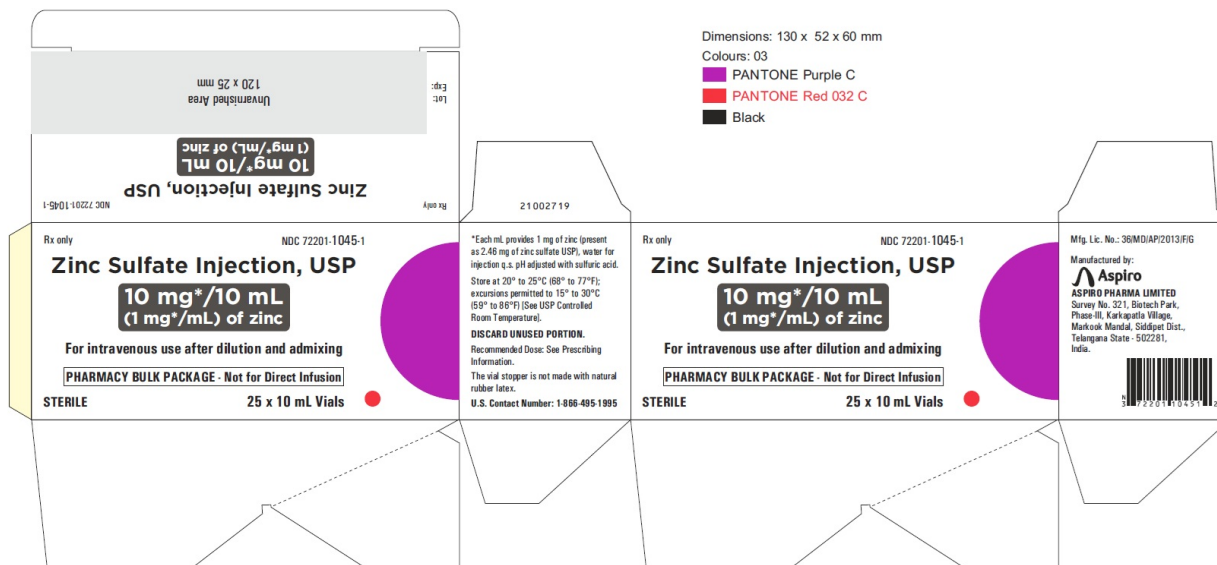 Dimensions: 130 x 52 x 60 mm
Colours: 03
PANTONE Purple C
PANTONE Red 032 C
Black
Lot:
Exp:
Unvarnished Area
120 x 25 mm
Rx only
NDC 72201-1045-1
Zinc Sulfate Injection, USP
10 mg*/10 mL
(1 mg*/mL) of zinc
21002719
Rx only
NDC 72201-1045-1
Zinc Sulfate Injection, USP
10 mg*/10 mL
(1 mg*/mL) of zinc
For intravenous use after dilution and admixing
PHARMACY BULK PACKAGE - Not for Direct Infusion
STERILE
25 x 10 mL Vials
*Each mL provides 1 mg of zinc (present
as 2.46 mg of zinc sulfate USP), water for
injection q.s. pH adjusted with sulfuric acid.
Store at 20° to 25°C (68° to 77°F);
excursions permitted to 15° to 30°C
(59° to 86°F) [See USP Controlled
Room Temperature].
DISCARD UNUSED PORTION.
Recommended Dose: See Prescribing
Information.
The vial stopper is not made with natural
rubber latex.
U.S. Contact Number: 1-866-495-1995
Rx only
NDC 72201-1045-1
Zinc Sulfate Injection, USP
10 mg*/10 mL
(1 mg*/mL) of zinc
For intravenous use after dilution and admixing
PHARMACY BULK PACKAGE - Not for Direct Infusion
STERILE
25 x 10 mL Vials
Mfg. Lic. No.: 36/MD/AP/2013/F/G
Manufactured by:
Aspiro
ASPIRO PHARMA LIMITED
Survey No. 321, Biotech Park,
Phase-III, Karkapatla Village,
Markook Mandal, Siddipet Dist.,
Telangana State - 502281,
India.
N
3 72201 10451 2